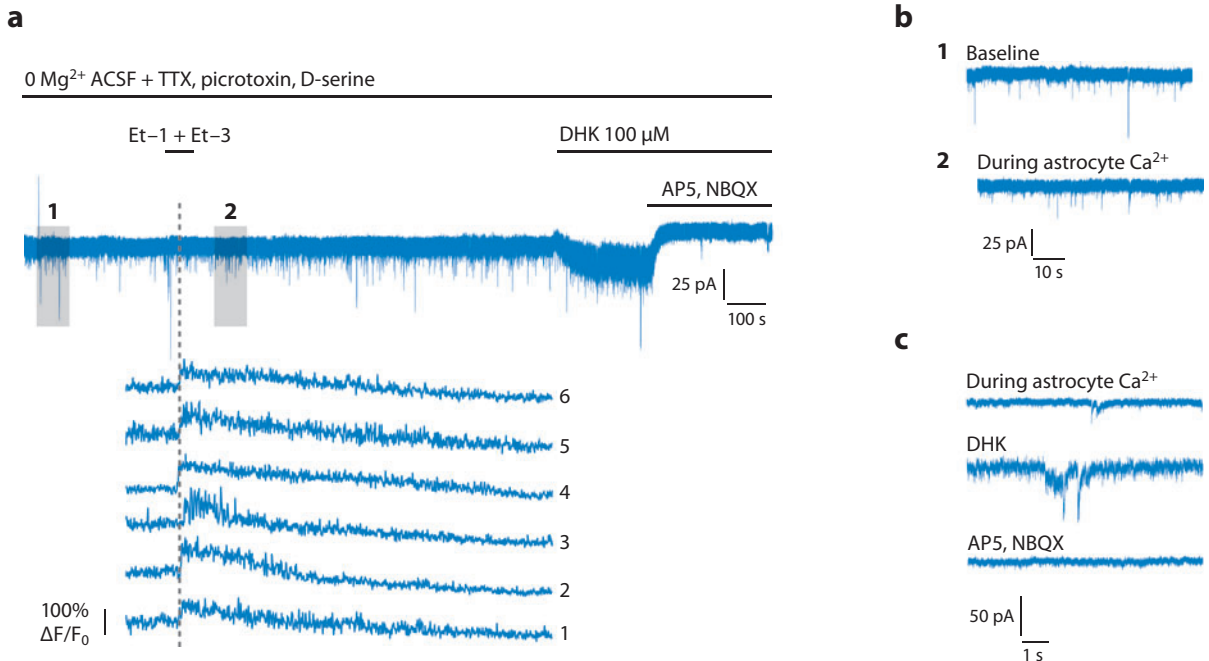 a
0 Mg2+ ACSF + TTX, picrotoxin, D-serine
Et–1 + Et–3
DHK 100 μM
AP5, NBQX
1
2
25 pA
100 s
6
5
4
3
2
1
100%
ΔF/F0
b
1 Baseline
2 During astrocyte Ca2+
25 pA
10 s
c
During astrocyte Ca2+
DHK
AP5, NBQX
50 pA
1 s